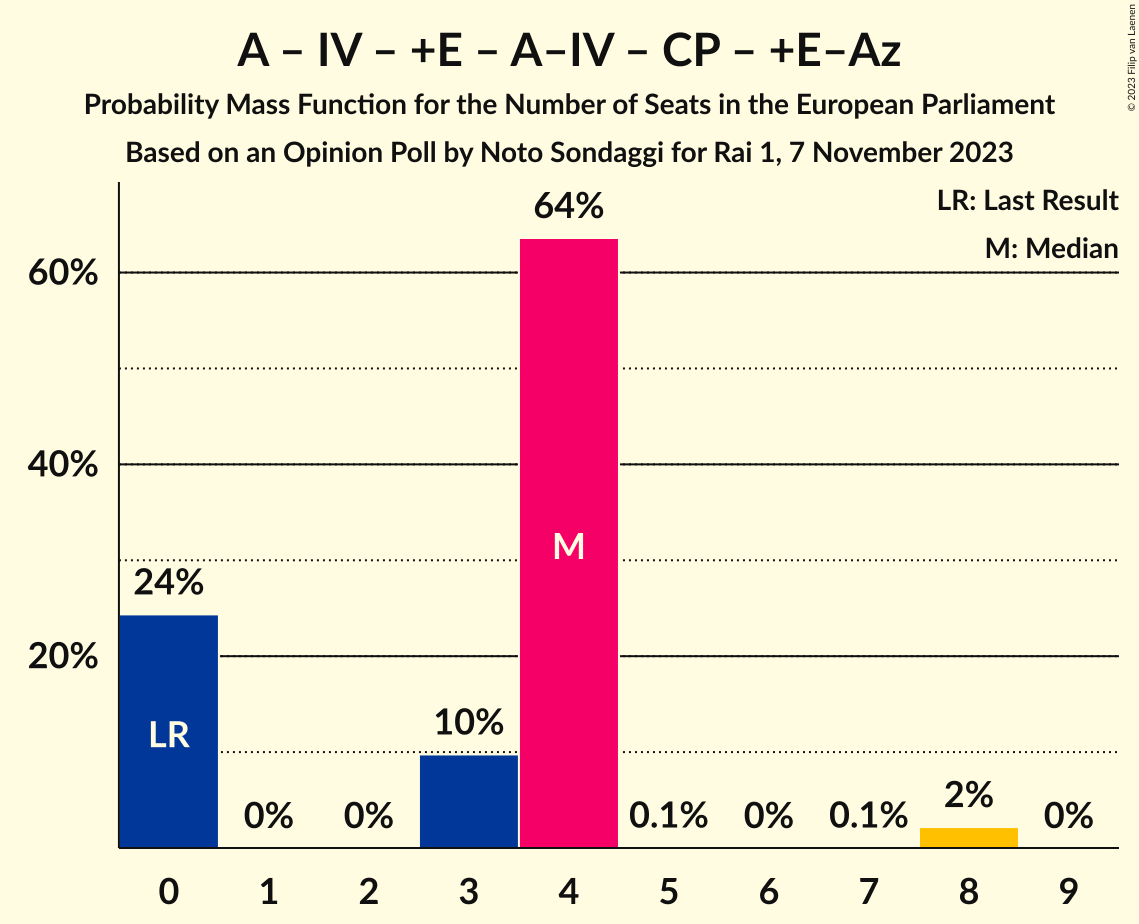 A – IV – +E – A–IV – CP – +E–Az
Probability Mass Function for the Number of Seats in the European Parliament
Based on an Opinion Poll by Noto Sondaggi for Rai 1, 7 November 2023
© 2023 Filip van Laenen
LR: Last Result
M: Median
64%
60%
40%
M
24%
20%
10%
LR
0%
0%
0.1%
0%
0.1%
2%
0%
0
1
2
3
4
5
6
7
8
9